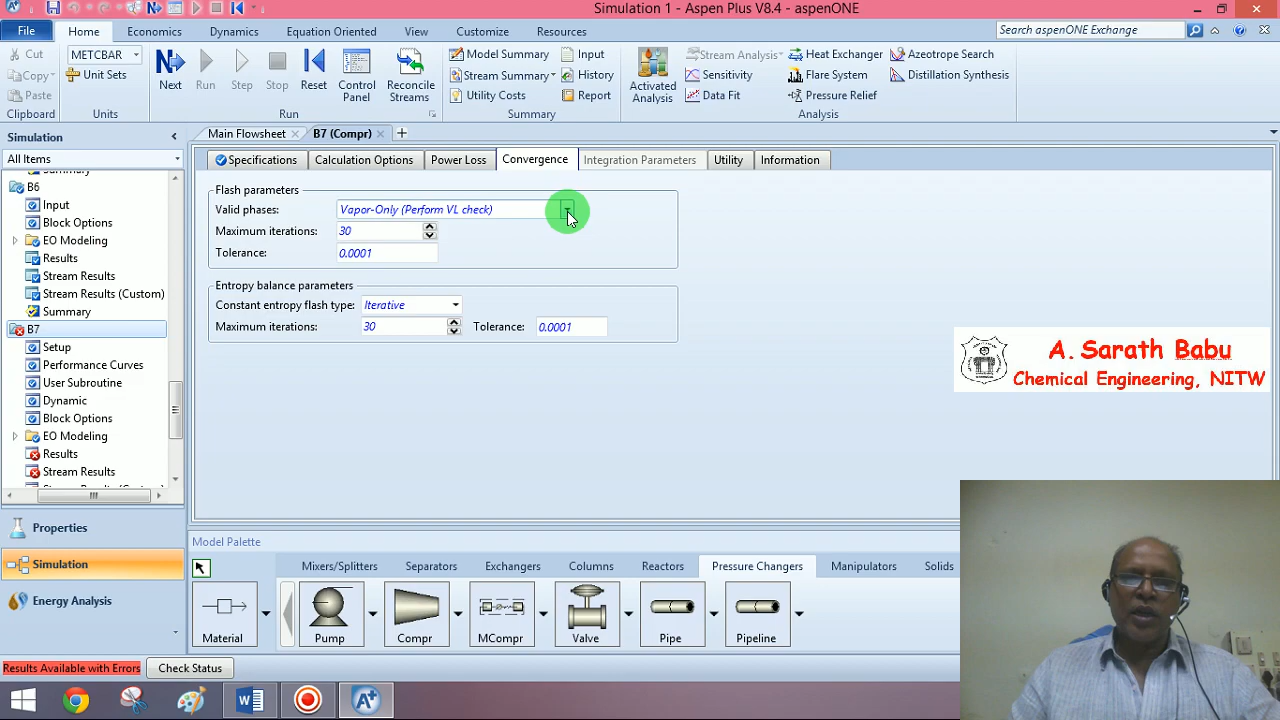 Simulation 1 - Aspen Plus V8.4 - aspenONE
File Home Economics Dynamics Equation Oriented View Customize Resources Search aspenONE Exchange
Cut METCBAR Model Summary Input Stream Analysis Heat Exchanger Azeotrope Search
Copy Unit Sets Next Run Step Stop Reset Control Panel Reconcile Streams Stream Summary History Activated Analysis Sensitivity Flare System Distillation Synthesis
Paste Utility Costs Report Data Fit Pressure Relief
Clipboard Units Run Summary Analysis
Simulation Main Flowsheet B7 (Compr)
All Items Specifications Calculation Options Power Loss Convergence Integration Parameters Utility Information
Summary
B6
Input
Block Options
EO Modeling
Results
Stream Results
Stream Results (Custom)
Summary
B7
Setup
Performance Curves
User Subroutine
Dynamic
Block Options
EO Modeling
Results
Stream Results
Stream Results (Custom)
Flash parameters
Valid phases: Vapor-Only (Perform VL check)
Maximum iterations: 30
Tolerance: 0.0001
Entropy balance parameters
Constant entropy flash type: Iterative
Maximum iterations: 30 Tolerance: 0.0001
A. Sarath Babu
Chemical Engineering, NITW
Properties
Simulation
Energy Analysis
Model Palette
Mixers/Splitters Separators Exchangers Columns Reactors Pressure Changers Manipulators Solids
Material Pump Compr MCompr Valve Pipe Pipeline
Results Available with Errors Check Status